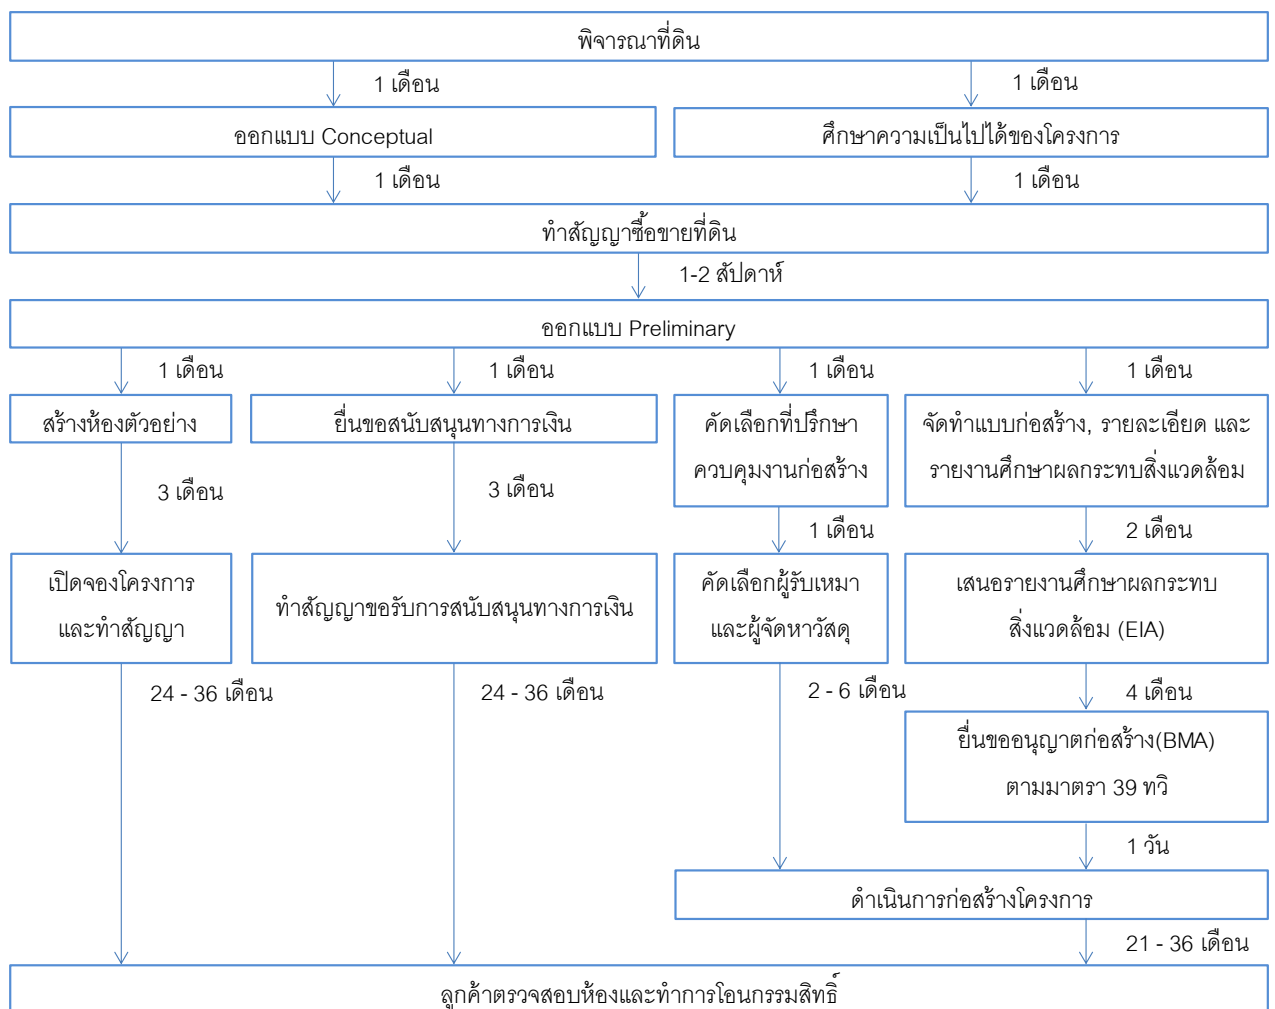 พิจารณาที่ดิน
1 เดือน
1 เดือน
ออกแบบ Conceptual
ศึกษาความเป็นไปได้ของโครงการ
1 เดือน
1 เดือน
ทำสัญญาซื้อขายที่ดิน
1-2 สัปดาห์
ออกแบบ Preliminary
1 เดือน
1 เดือน
1 เดือน
1 เดือน
สร้างห้องตัวอย่าง
ยื่นขอสนับสนุนทางการเงิน
คัดเลือกที่ปรึกษา
ควบคุมงานก่อสร้าง
จัดทำแบบก่อสร้าง, รายละเอียด และ
รายงานศึกษาผลกระทบสิ่งแวดล้อม
3 เดือน
3 เดือน
1 เดือน
2 เดือน
เปิดจองโครงการ
และทำสัญญา
ทำสัญญาขอรับการสนับสนุนทางการเงิน
คัดเลือกผู้รับเหมา
และผู้จัดหาวัสดุ
เสนอรายงานศึกษาผลกระทบ
สิ่งแวดล้อม (EIA)
24 - 36 เดือน
24 - 36 เดือน
2 - 6 เดือน
4 เดือน
ยื่นขออนุญาตก่อสร้าง(BMA)
ตามมาตรา 39 ทวิ
1 วัน
ดำเนินการก่อสร้างโครงการ
21 - 36 เดือน
ลูกค้าตรวจสอบห้องและทำการโอนกรรมสิทธิ์